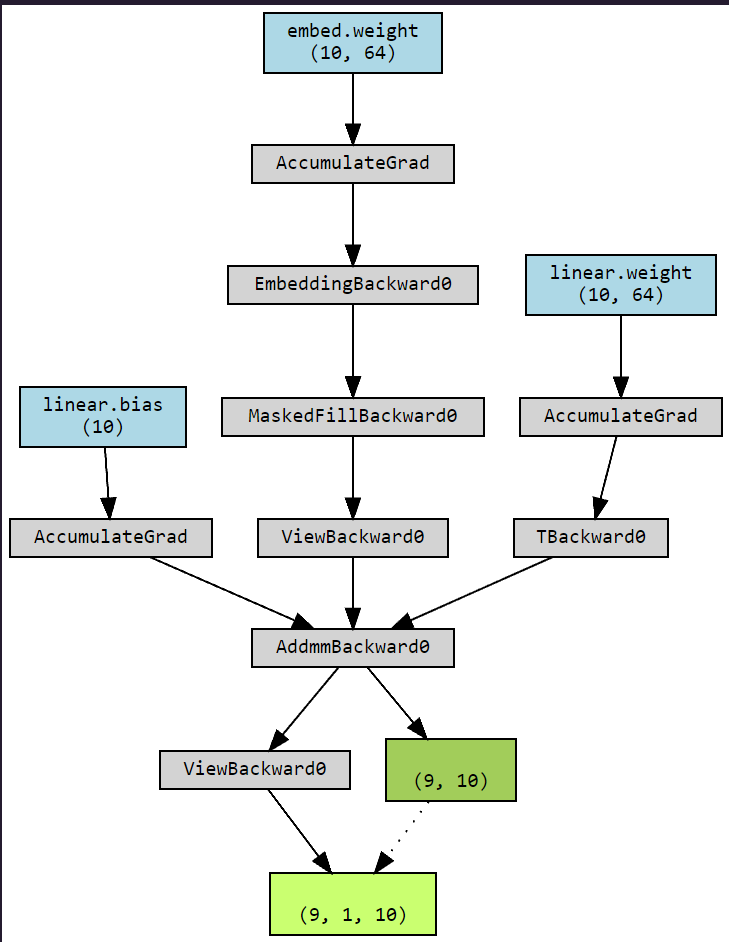 embed.weight
(10, 64)
AccumulateGrad
EmbeddingBackward0
linear.weight
(10, 64)
linear.bias
(10)
MaskedFillBackward0
AccumulateGrad
AccumulateGrad
ViewBackward0
TBackward0
AddmmBackward0
ViewBackward0
(9, 10)
(9, 1, 10)